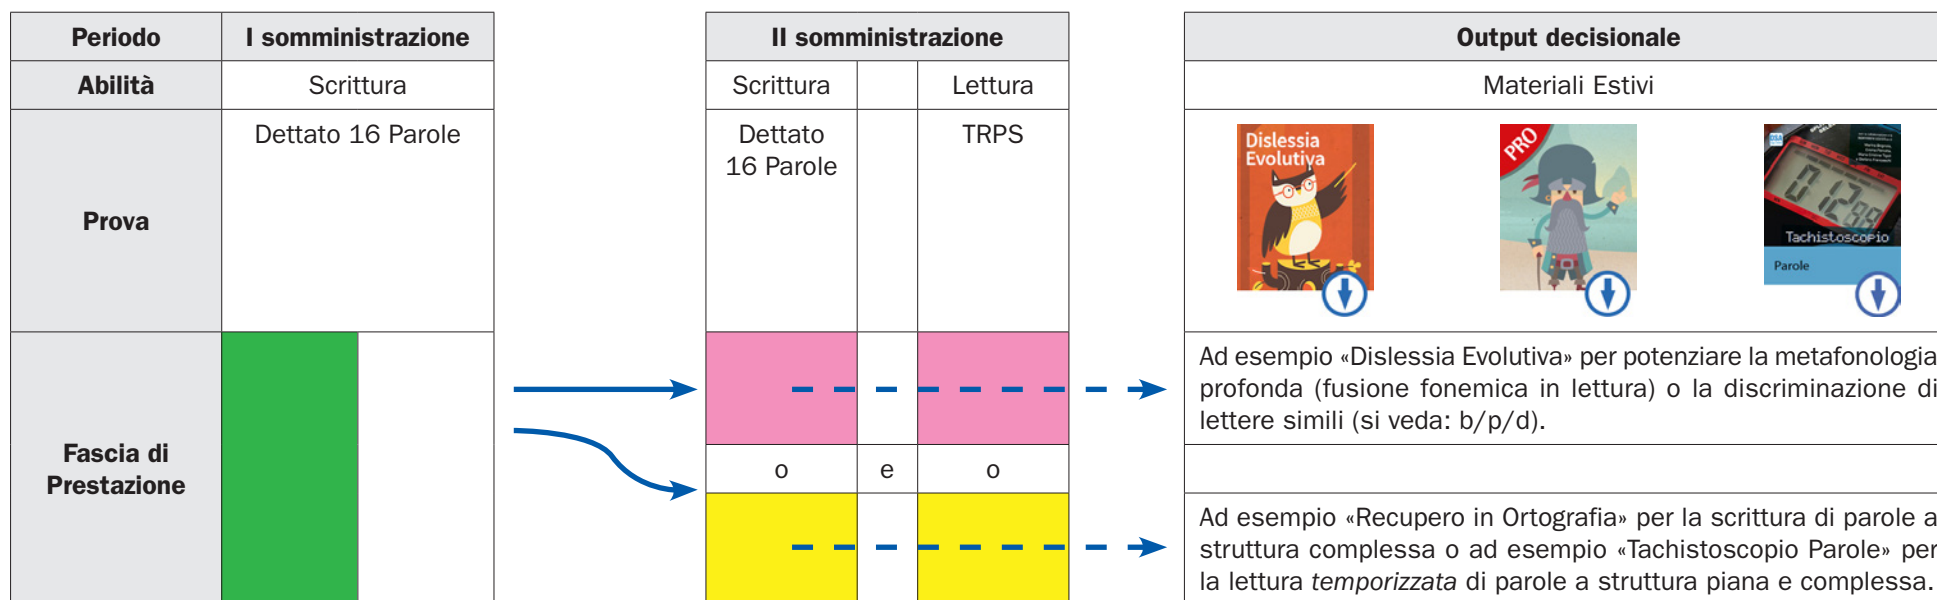 Periodo
I somministrazione
II somministrazione
Output decisionale
Abilità
Scrittura
Scrittura
Lettura
Materiali Estivi
Prova
Dettato 16 Parole
Dettato
16 Parole
TRPS
Dislessia
Evolutiva
PRO
Tachistoscopio
Parole
Fascia di
Prestazione
Ad esempio «Dislessia Evolutiva» per potenziare la metafonologia
profonda (fusione fonemica in lettura) o la discriminazione di
lettere simili (si veda: b/p/d).
o
e
o
Ad esempio «Recupero in Ortografia» per la scrittura di parole a
struttura complessa o ad esempio «Tachistoscopio Parole» per
la lettura temporizzata di parole a struttura piana e complessa.